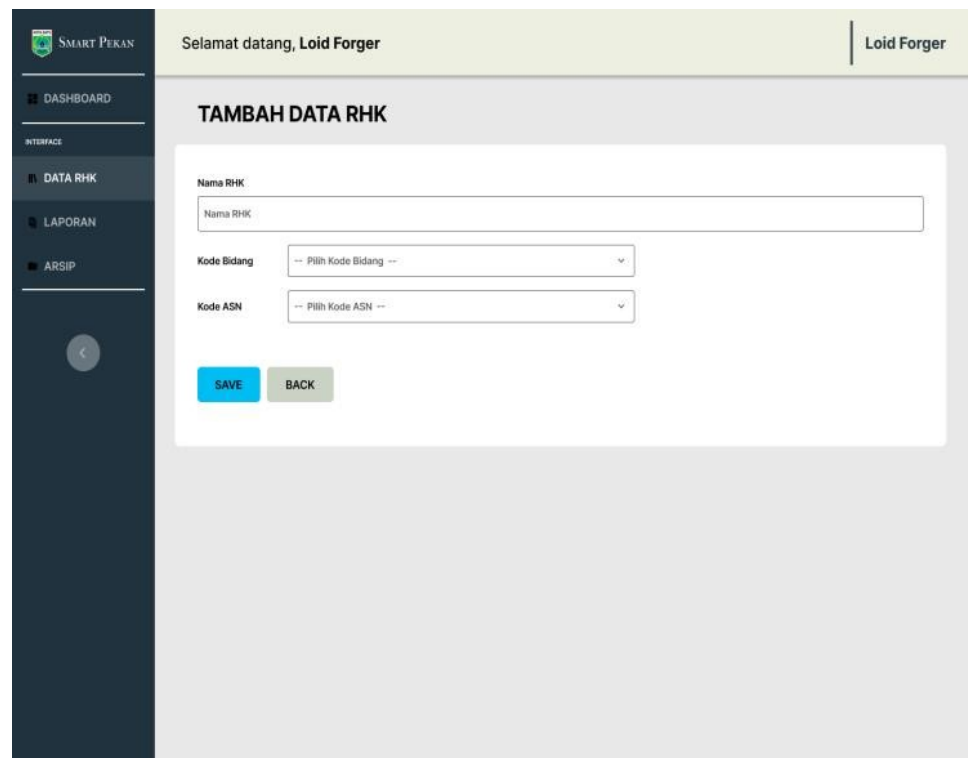 SMART PEKAN
Selamat datang, Loid Forger
Loid Forger
DASHBOARD
INTERFACE
DATA RHK
LAPORAN
ARSIP
TAMBAH DATA RHK
Nama RHK
Nama RHK
Kode Bidang
-- Pilih Kode Bidang --
Kode ASN
-- Pilih Kode ASN --
SAVE
BACK